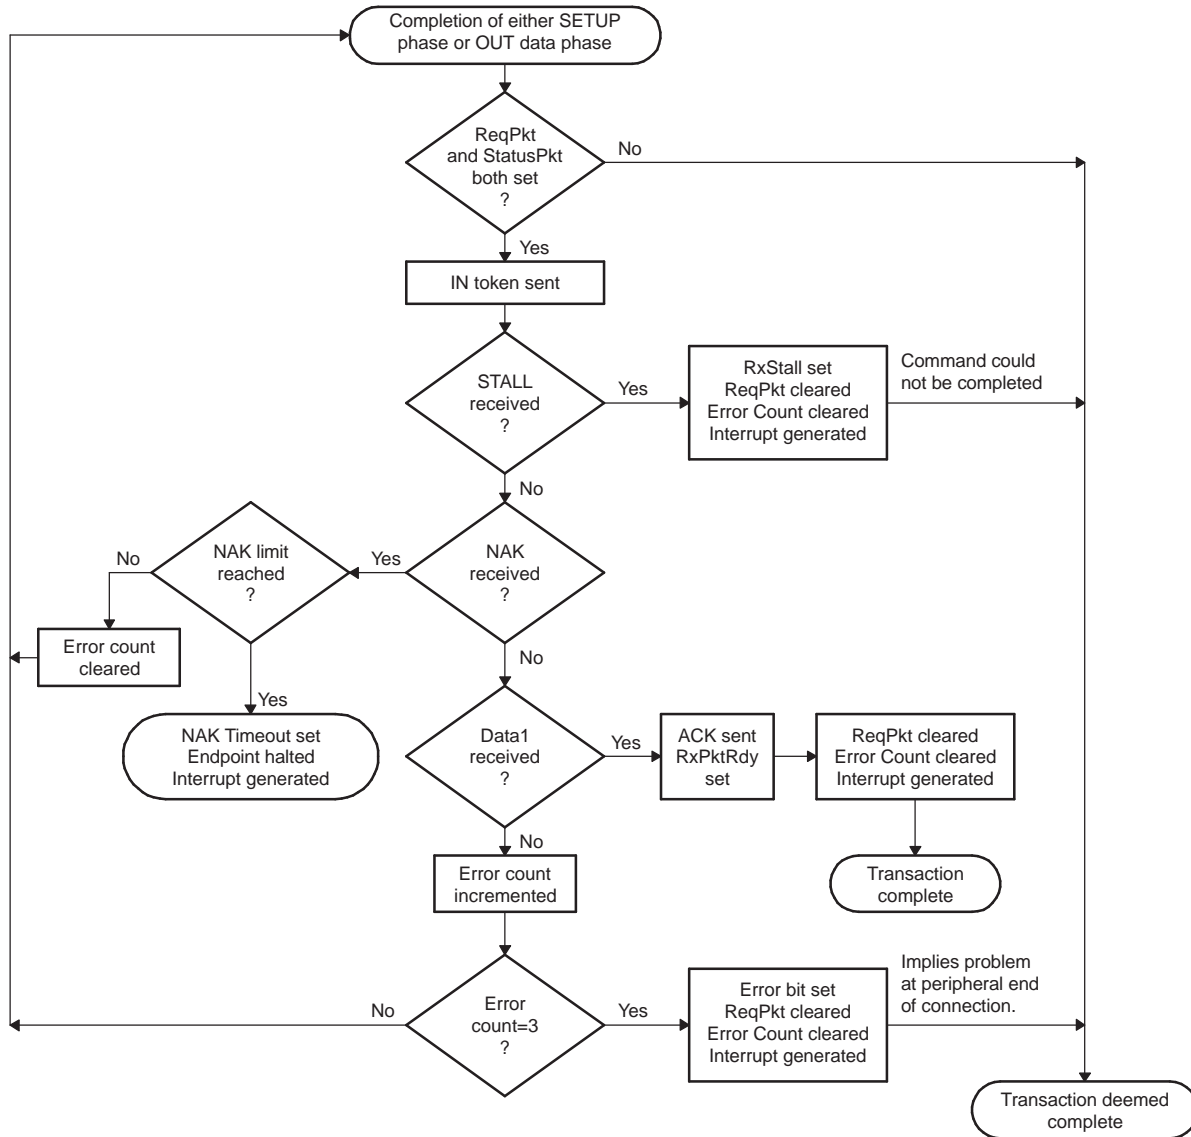 Completion of either SETUP
phase or OUT data phase
ReqPkt
and StatusPkt
both set
?
No
Yes
IN token sent
STALL
received
?
Yes
RxStall set
ReqPkt cleared
Error Count cleared
Interrupt generated
Command could
not be completed
No
NAK
received
?
Yes
NAK limit
reached
?
No
Error count
cleared
Yes
NAK Timeout set
Endpoint halted
Interrupt generated
No
Data1
received
?
Yes
ACK sent
RxPktRdy
set
ReqPkt cleared
Error Count cleared
Interrupt generated
Transaction
complete
No
Error count
incremented
Error
count=3
?
No
Yes
Error bit set
ReqPkt cleared
Error Count cleared
Interrupt generated
Implies problem
at peripheral end
of connection.
Transaction deemed
complete